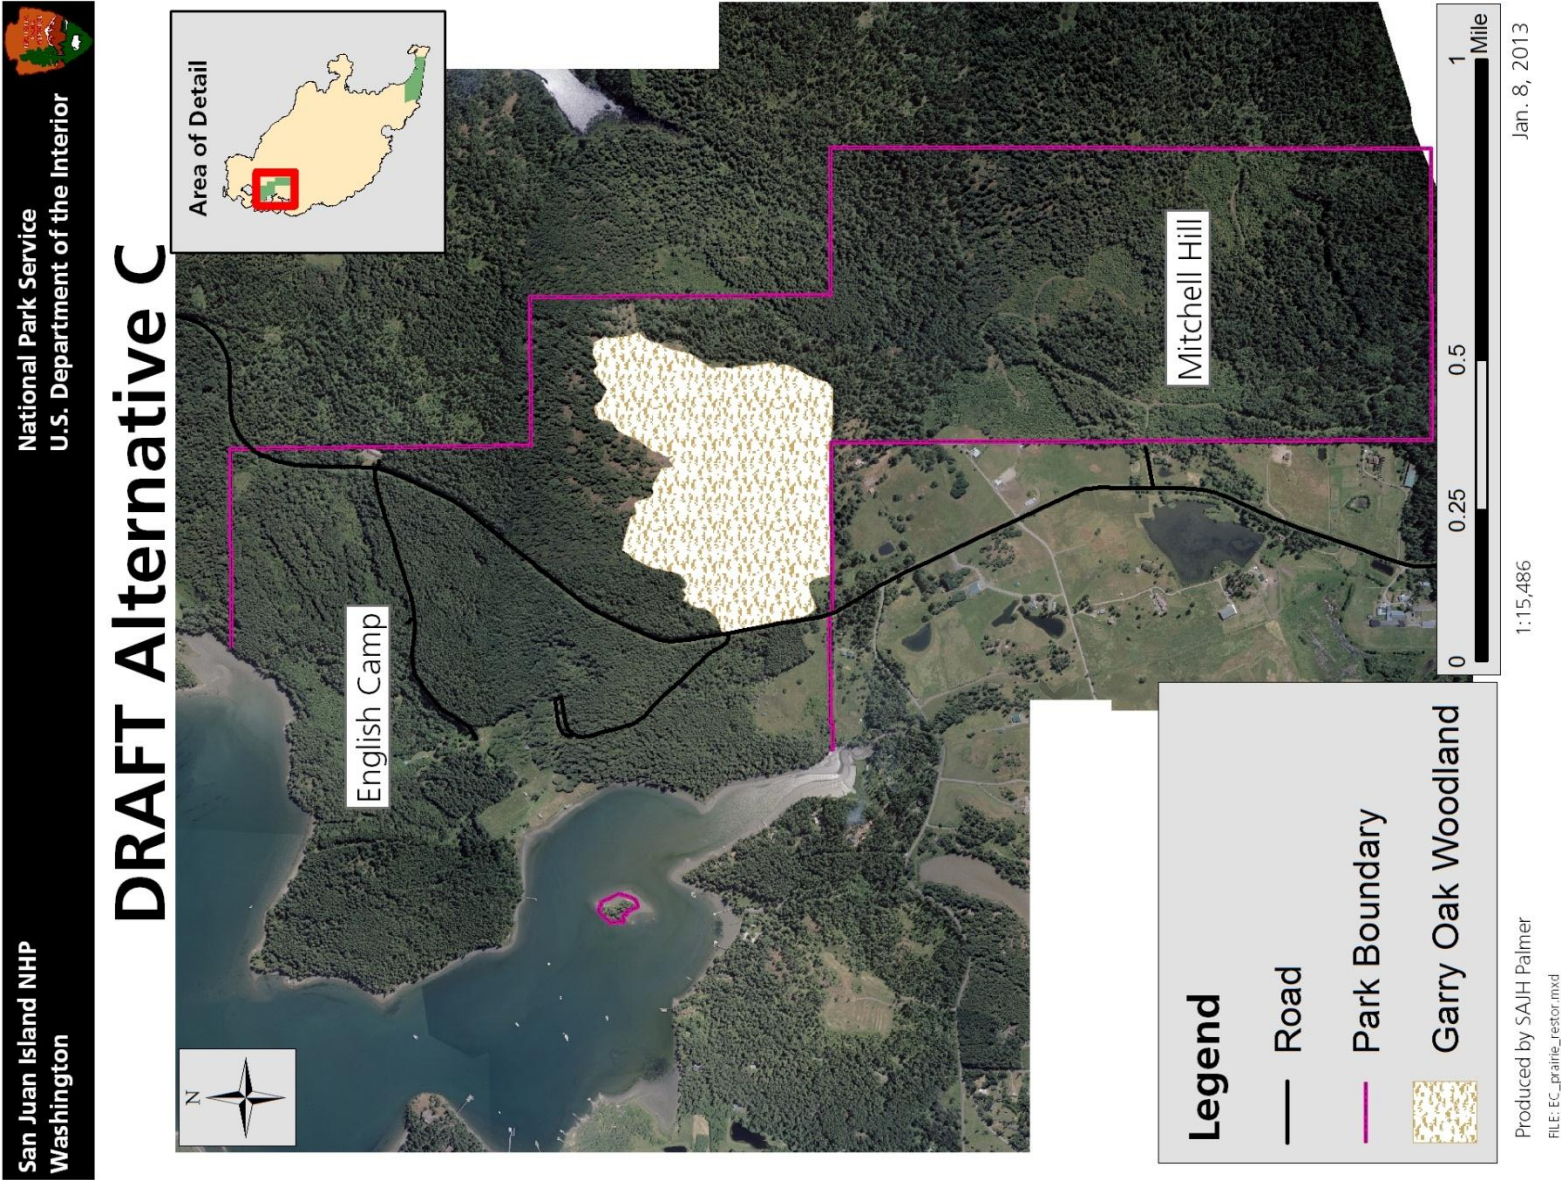 San Juan Island NHP
Washington
National Park Service
U.S. Department of the Interior
DRAFT Alternative C
N
Area of Detail
English Camp
Mitchell Hill
Legend
Road
Park Boundary
Garry Oak Woodland
0 0.25 0.5 1
Mile
Produced by SAJH Palmer
FILE: EC_prairie_restor.mxd
1:15,486
Jan. 8, 2013